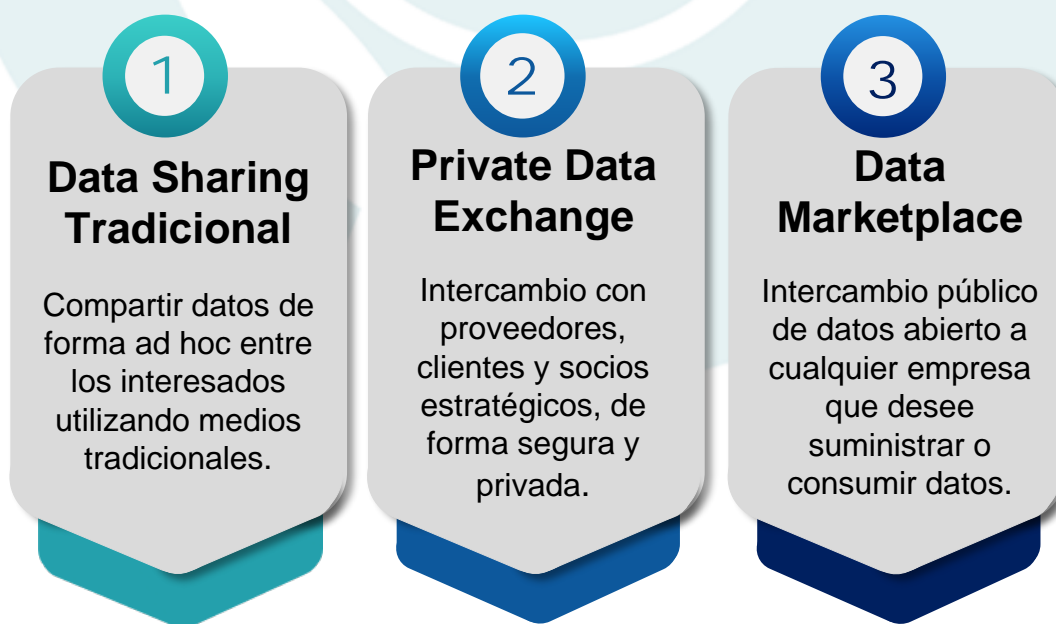 1
Data Sharing
Tradicional
Compartir datos de
forma ad hoc entre
los interesados
utilizando medios
tradicionales.
2
Private Data
Exchange
Intercambio con
proveedores,
clientes y socios
estratégicos, de
forma segura y
privada.
3
Data
Marketplace
Intercambio público
de datos abierto a
cualquier empresa
que desee
suministrar o
consumir datos.